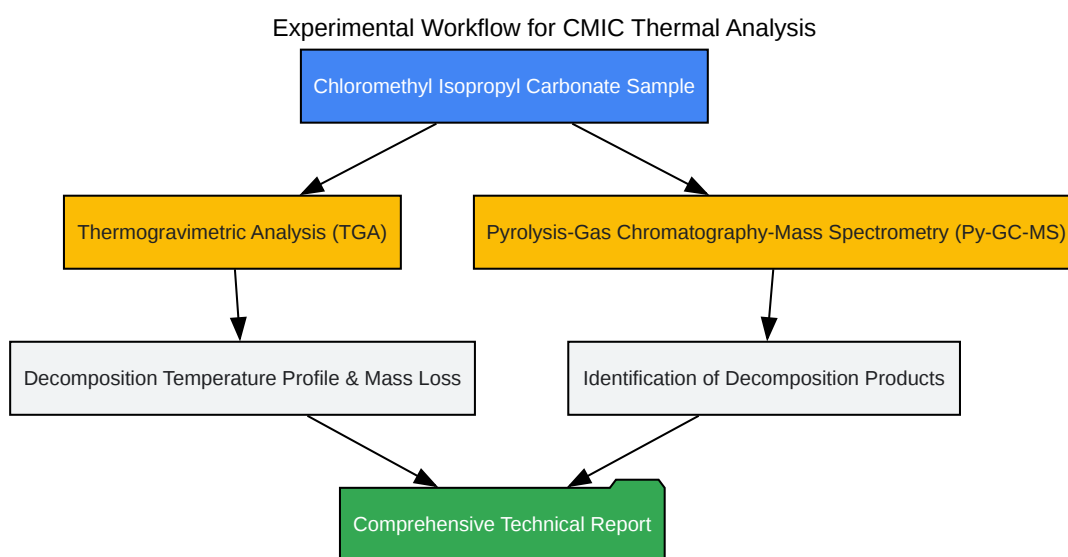 Experimental Workflow for CMIC Thermal Analysis
Chloromethyl Isopropyl Carbonate Sample
Thermogravimetric Analysis (TGA)
Pyrolysis-Gas Chromatography-Mass Spectrometry (Py-GC-MS)
Decomposition Temperature Profile & Mass Loss
Identification of Decomposition Products
Comprehensive Technical Report